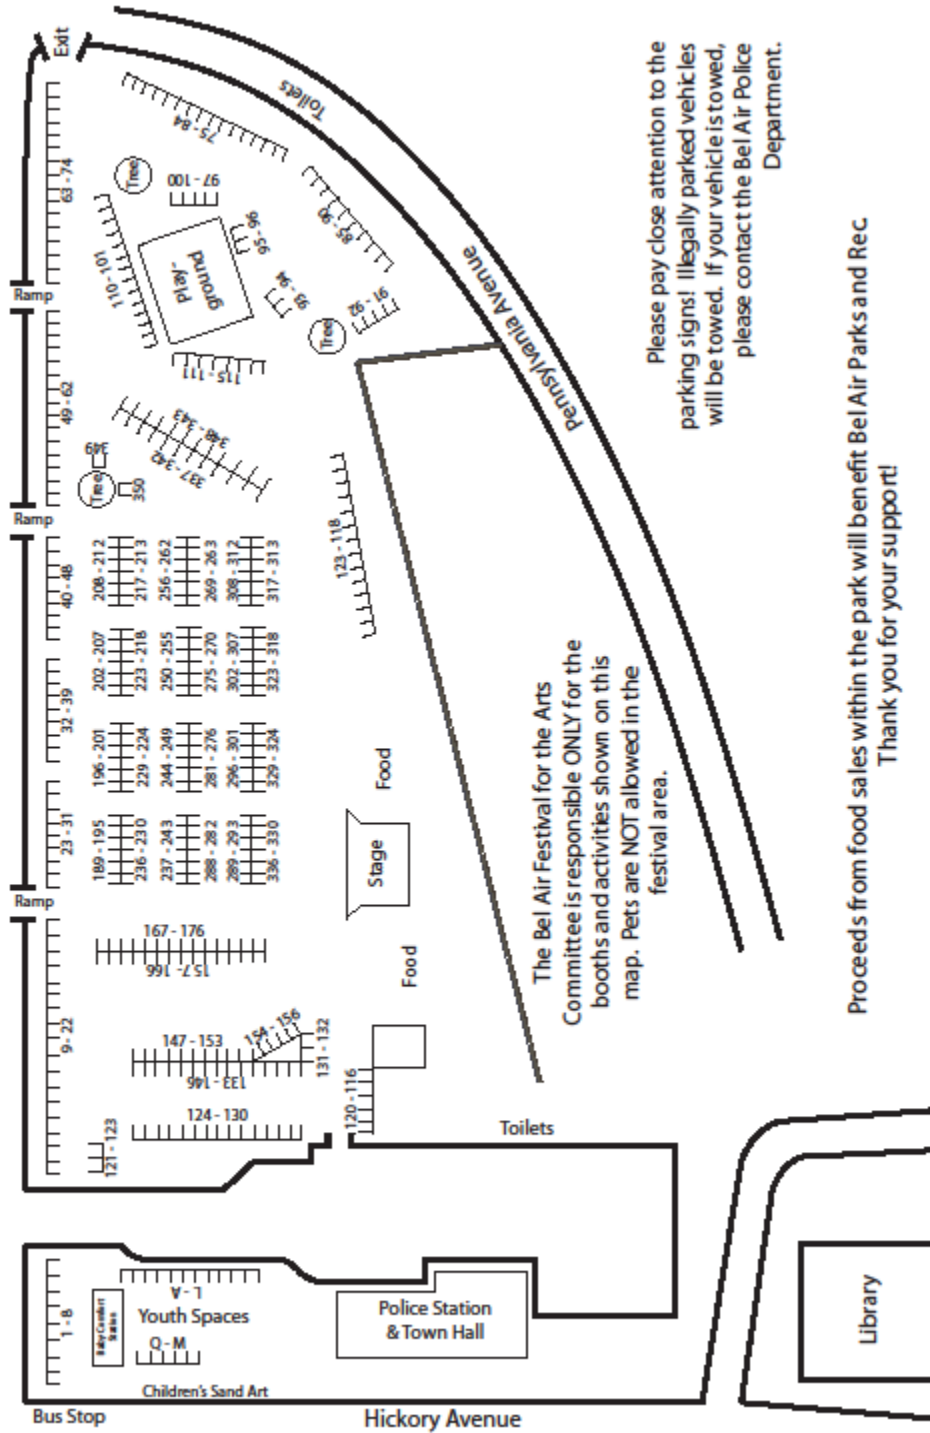 Exit
Toilets
75 - 84
63 - 74
Tree
97 - 100
110 - 101
Play-
ground
95 - 96
85 - 90
93 - 94
91 - 92
Ramp
Tree
115 - 111
Pennsylvania Avenue
49 - 62
348 - 343
337 - 342
349
Tree
350
Ramp
123 - 118
40 - 48
208 - 212
217 - 213
256 - 262
269 - 263
308 - 312
317 - 313
32 - 39
202 - 207
223 - 218
250 - 255
275 - 270
302 - 307
323 - 318
196 - 201
229 - 224
244 - 249
281 - 276
296 - 301
329 - 324
23 - 31
189 - 195
236 - 230
237 - 243
288 - 282
289 - 293
336 - 330
Food
Stage
Food
Ramp
167 - 176
157 - 166
9 - 22
147 - 153
154 - 156
133 - 146
131 - 132
124 - 130
120 - 116
121 - 123
Toilets
1 - 8
Baby Comfort
Station
L - A
Youth Spaces
Q - M
Children's Sand Art
Police Station
& Town Hall
Library
Bus Stop
Hickory Avenue
Please pay close attention to the
parking signs! Illegally parked vehicles
will be towed. If your vehicle is towed,
please contact the Bel Air Police
Department.
The Bel Air Festival for the Arts
Committee is responsible ONLY for the
booths and activities shown on this
map. Pets are NOT allowed in the
festival area.
Proceeds from food sales within the park will benefit Bel Air Parks and Rec.
Thank you for your support!